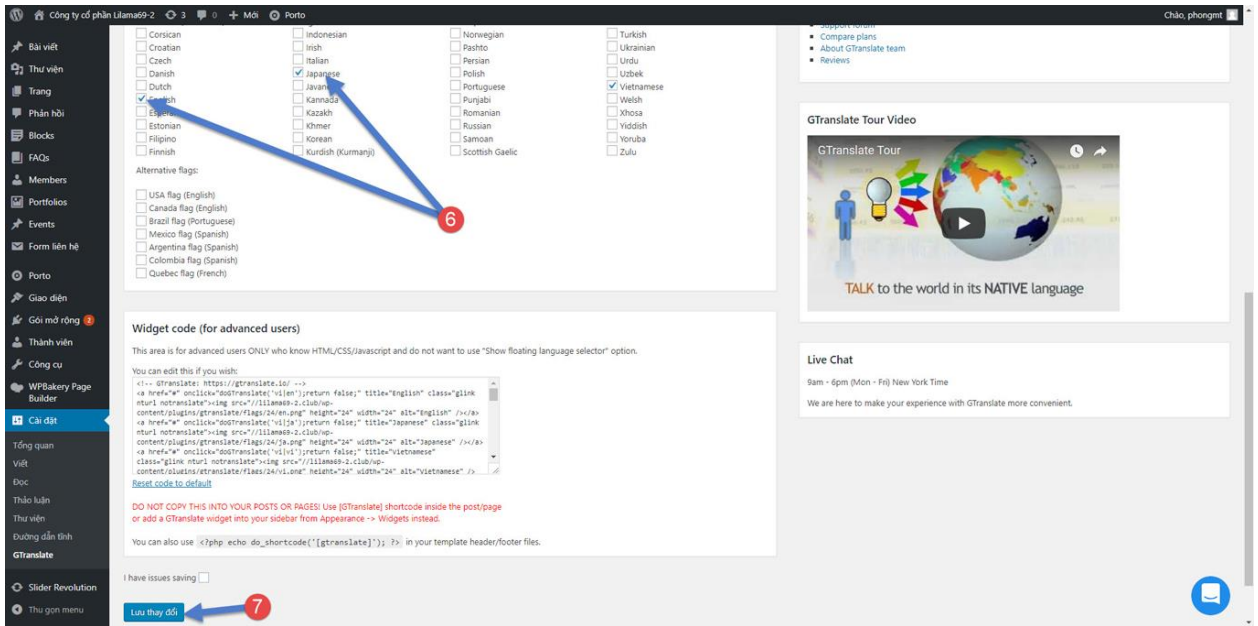 Công ty cổ phần Lilama69-2 3 0 + Mới Porto
Chào, phongmt
Bài viết
Thư viện
Trang
Phản hồi
Blocks
FAQs
Members
Portfolios
Events
Form liên hệ
Porto
Giao diện
Gói mở rộng 2
Thành viên
Công cụ
WPBakery Page
Builder
Cài đặt
Tổng quan
Viết
Đọc
Thảo luận
Thư viện
Đường dẫn tĩnh
GTranslate
Slider Revolution
Thu gọn menu
Corsican
Croatian
Czech
Danish
Dutch
English
Estonian
Filipino
Finnish
Indonesian
Irish
Italian
Japanese
Kannada
Kazakh
Khmer
Korean
Kurdish (Kurmanji)
Norwegian
Pashto
Persian
Polish
Portuguese
Punjabi
Romanian
Russian
Samoan
Scottish Gaelic
Turkish
Ukrainian
Urdu
Uzbek
Vietnamese
Welsh
Xhosa
Yiddish
Yoruba
Zulu
6
Alternative flags:
USA flag (English)
Canada flag (English)
Brazil flag (Portuguese)
Mexico flag (Spanish)
Argentina flag (Spanish)
Colombia flag (Spanish)
Quebec flag (French)
Widget code (for advanced users)
This area is for advanced users ONLY who know HTML/CSS/Javascript and do not want to use "Show floating language selector" option.
You can edit this if you wish:
<!-- GTranslate: https://gtranslate.io/ -->
<a href="#" onclick="doGTranslate('vi|en');return false;" title="English" class="glink
nturl notranslate"><img src="//lilama69-2.club/wp-
content/plugins/gtranslate/flags/24/en.png" height="24" width="24" alt="English" /></a>
<a href="#" onclick="doGTranslate('vi|ja');return false;" title="Japanese" class="glink
nturl notranslate"><img src="//lilama69-2.club/wp-
content/plugins/gtranslate/flags/24/ja.png" height="24" width="24" alt="Japanese" /></a>
<a href="#" onclick="doGTranslate('vi|vi');return false;" title="Vietnamese"
class="glink nturl notranslate"><img src="//lilama69-2.club/wp-
content/plugins/gtranslate/flags/24/vi.png" height="24" width="24" alt="Vietnamese" />
Reset code to default
DO NOT COPY THIS INTO YOUR POSTS OR PAGES! Use [GTranslate] shortcode inside the post/page
or add a GTranslate widget into your sidebar from Appearance -> Widgets instead.
You can also use <?php echo do_shortcode('[gtranslate]'); ?> in your template header/footer files.
I have issues saving
Lưu thay đổi
7
Support forum
Compare plans
About GTranslate team
Reviews
GTranslate Tour Video
GTranslate Tour
TALK to the world in its NATIVE language
Live Chat
9am - 6pm (Mon - Fri) New York Time
We are here to make your experience with GTranslate more convenient.